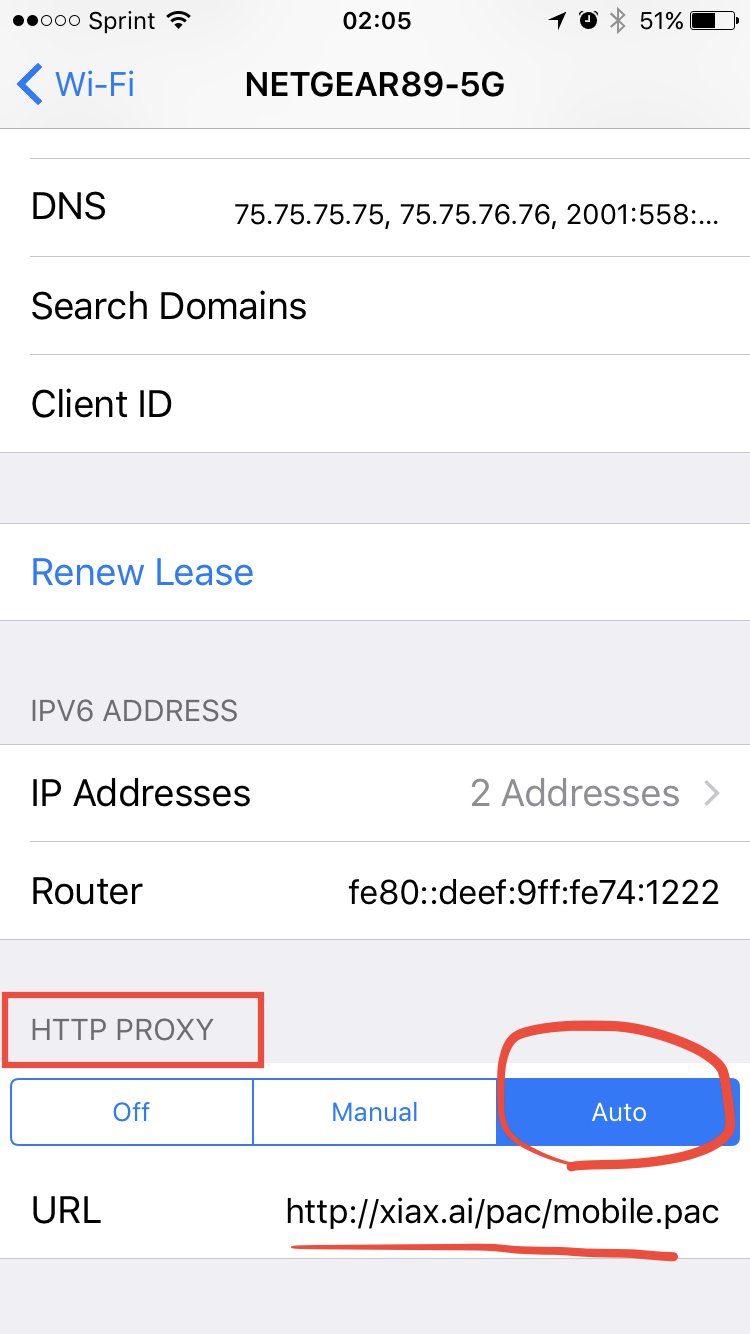 Sprint 02:05 51%
Wi-Fi NETGEAR89-5G
DNS 75.75.75.75, 75.75.76.76, 2001:558:...
Search Domains
Client ID
Renew Lease
IPV6 ADDRESS
IP Addresses 2 Addresses
Router fe80::deef:9ff:fe74:1222
HTTP PROXY
Off Manual Auto
URL http://xiax.ai/pac/mobile.pac